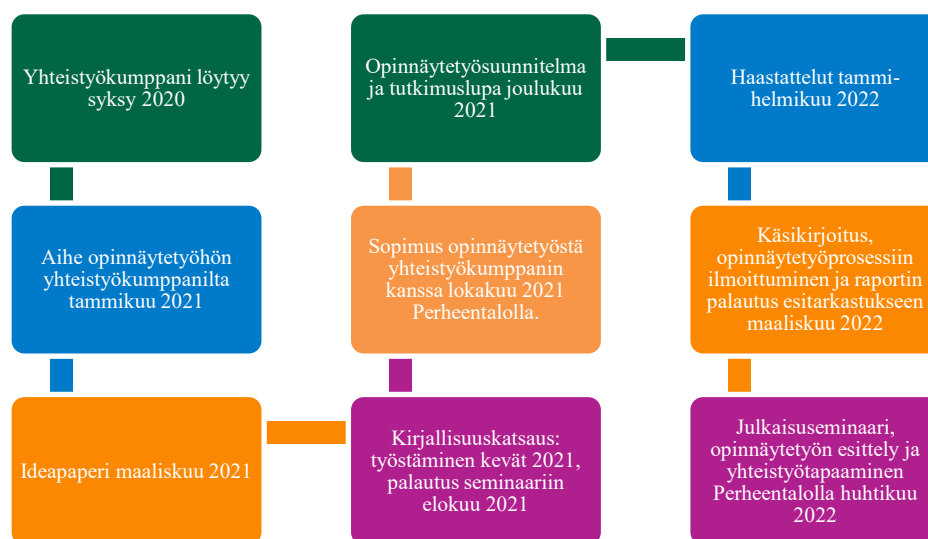 Yhteistyökumppani löytyy
syksy 2020
Aihe opinnäytetyöhön
yhteistyökumppanilta
tammikuu 2021
Ideapaperi maaliskuu 2021
Kirjallisuuskatsaus:
työstäminen kevät 2021,
palautus seminaariin
elokuu 2021
Sopimus opinnäytetyöstä
yhteistyökumppanin
kanssa lokakuu 2021
Perheentalolla.
Opinnäytetyösuunnitelma
ja tutkimuslupa joulukuu
2021
Haastattelut tammi-
helmikuu 2022
Käsikirjoitus,
opinnäytetyöprosessiin
ilmoittuminen ja raportin
palautus esitarkastukseen
maaliskuu 2022
Julkaisuseminaari,
opinnäytetyön esittely ja
yhteistyötapaaminen
Perheentalolla huhtikuu
2022